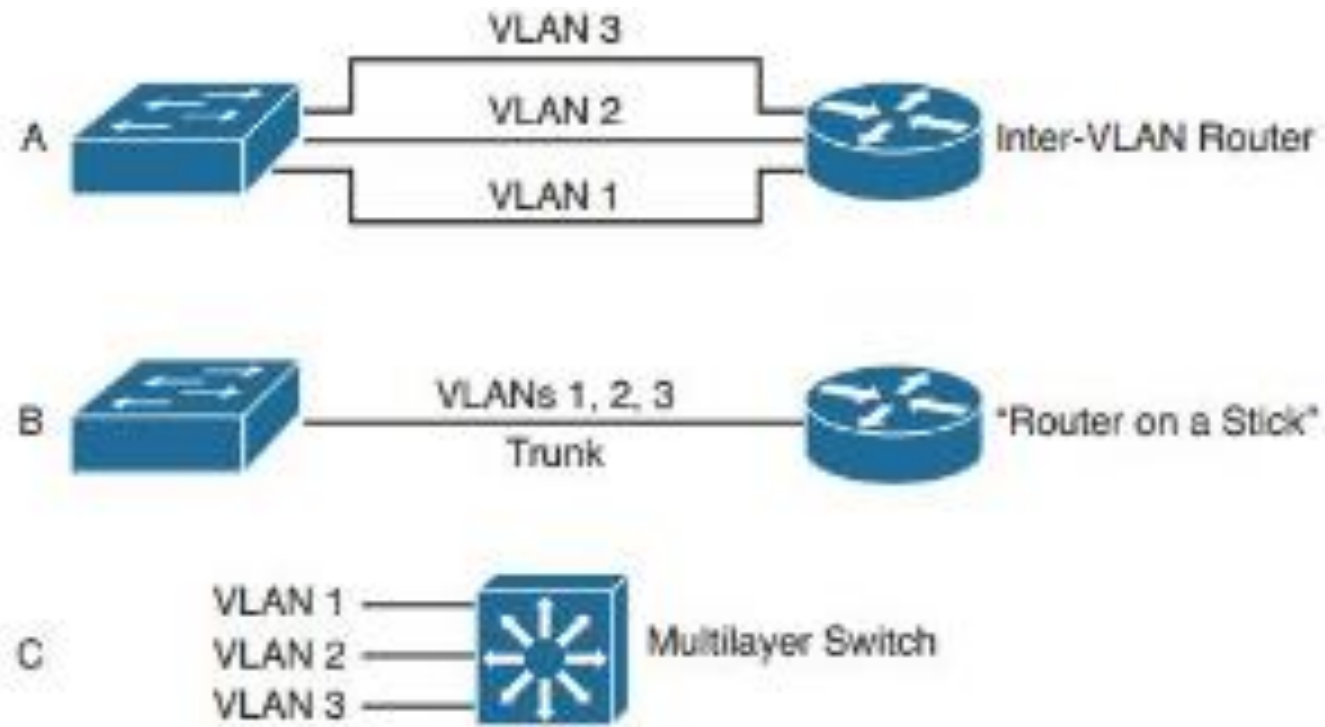 VLAN 3
A
VLAN 2
Inter-VLAN Router
VLAN 1
B
VLANs 1, 2, 3
"Router on a Stick"
Trunk
C
VLAN 1
VLAN 2
VLAN 3
Multilayer Switch